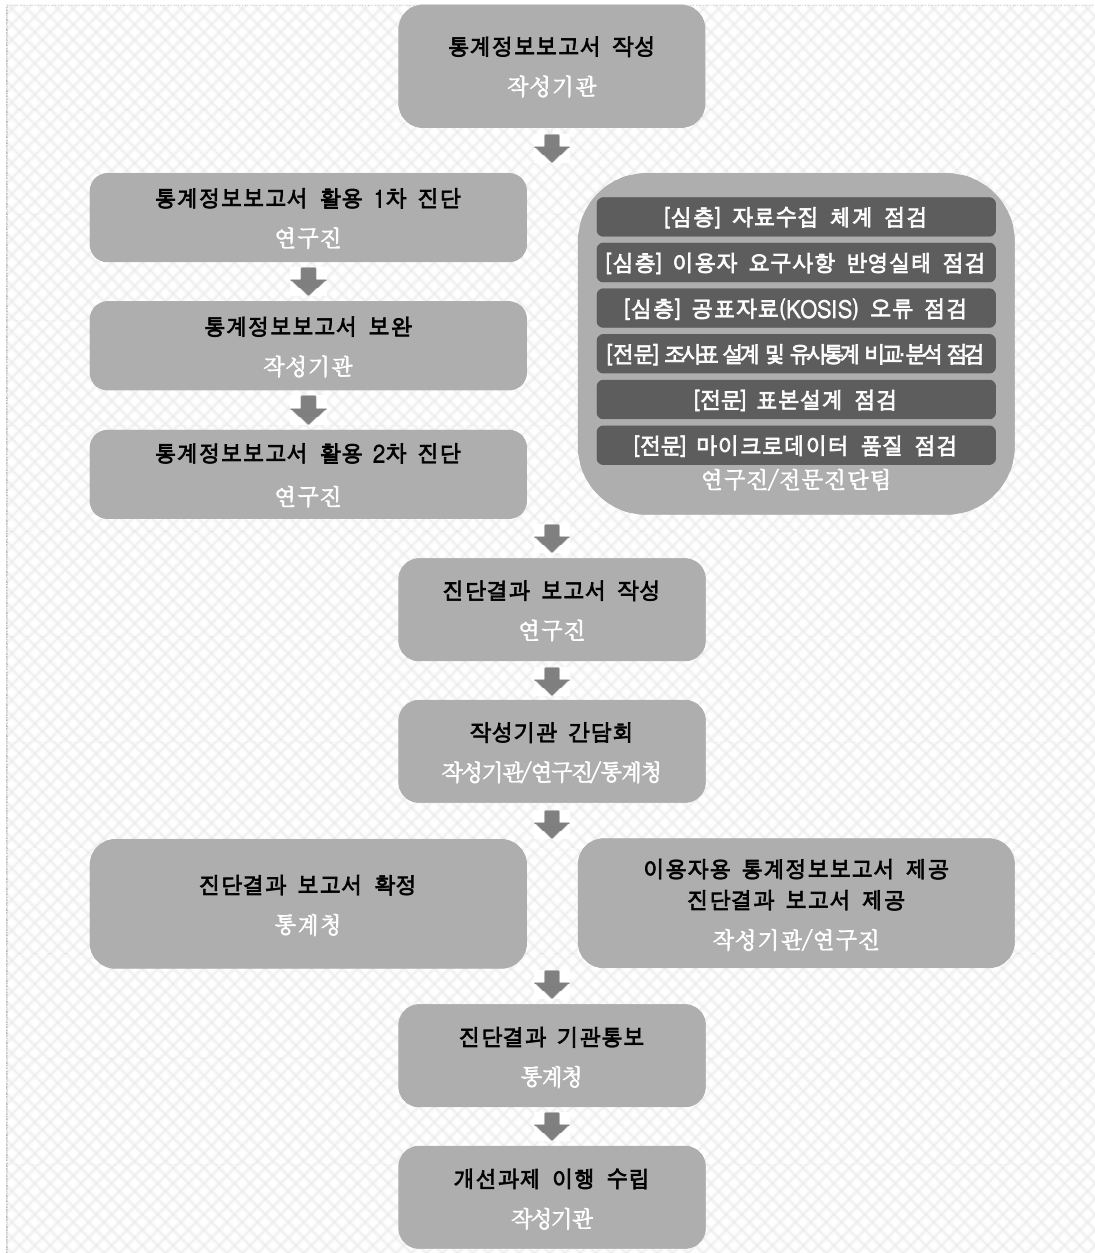 통계정보보고서 작성
작성기관
통계정보보고서 활용 1차 진단
연구진
통계정보보고서 보완
작성기관
통계정보보고서 활용 2차 진단
연구진
[심층] 자료수집 체계 점검
[심층] 이용자 요구사항 반영실태 점검
[심층] 공표자료(KOSIS) 오류 점검
[전문] 조사표 설계 및 유사통계 비교·분석 점검
[전문] 표본설계 점검
[전문] 마이크로데이터 품질 점검
연구진/전문진단팀
진단결과 보고서 작성
연구진
작성기관 간담회
작성기관/연구진/통계청
진단결과 보고서 확정
통계청
이용자용 통계정보보고서 제공
진단결과 보고서 제공
작성기관/연구진
진단결과 기관통보
통계청
개선과제 이행 수립
작성기관